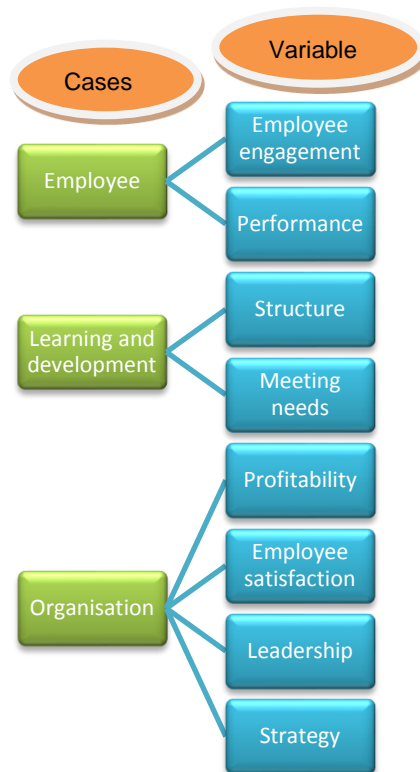 Cases
Variable
Employee
Employee
engagement
Performance
Learning and
development
Structure
Meeting
needs
Organisation
Profitability
Employee
satisfaction
Leadership
Strategy